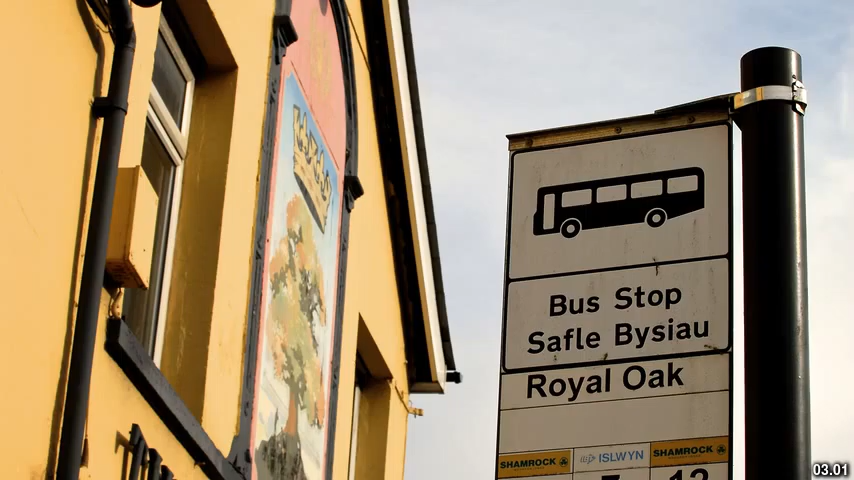 Bus Stop
Safle Bysiau
Royal Oak
SHAMROCK ISLWYN SHAMROCK
03.01